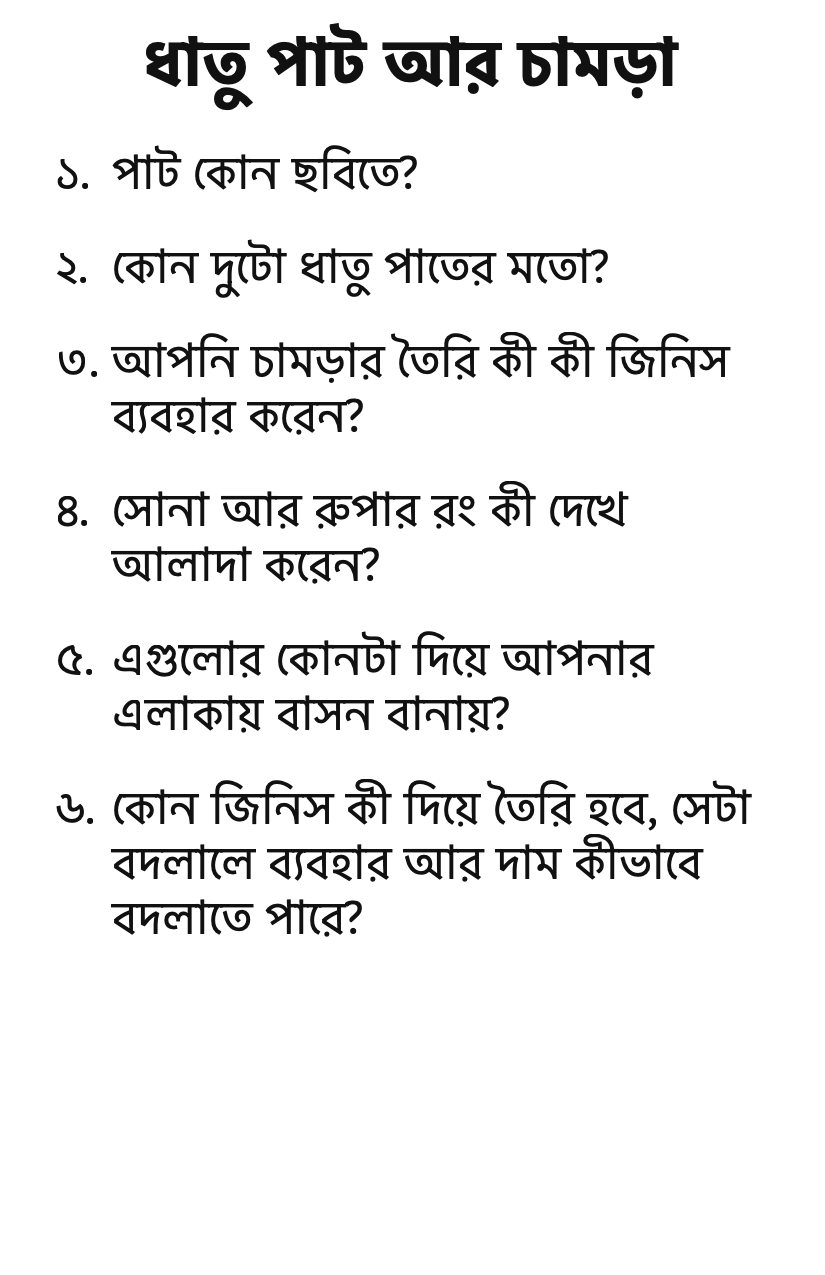 ধাতু পাট আর চামড়া
১. পাট কোন ছবিতে?
২. কোন দুটো ধাতু পাতের মতো?
৩. আপনি চামড়ার তৈরি কী কী জিনিস
ব্যবহার করেন?
৪. সোনা আর রুপার রং কী দেখে
আলাদা করেন?
৫. এগুলোর কোনটা দিয়ে আপনার
এলাকায় বাসন বানায়?
৬. কোন জিনিস কী দিয়ে তৈরি হবে, সেটা
বদলালে ব্যবহার আর দাম কীভাবে
বদলাতে পারে?